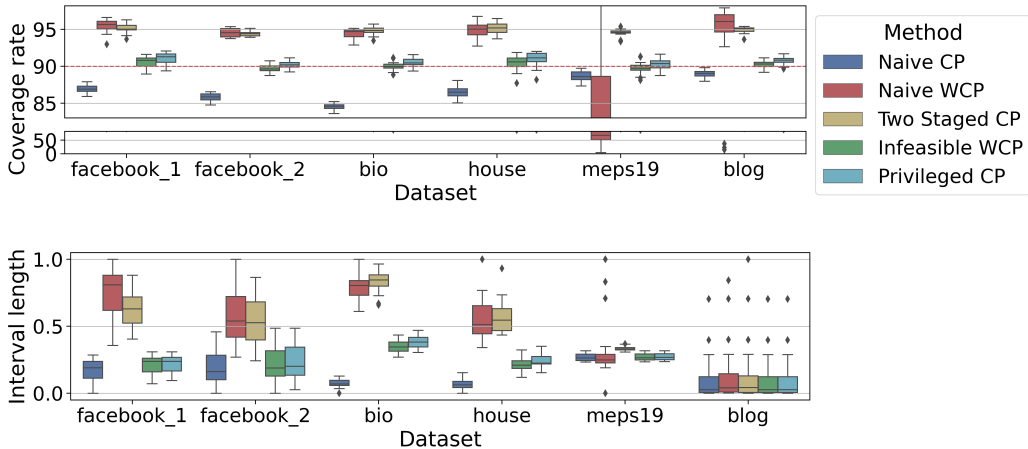 Coverage rate
95
90
85
50
0
facebook_1 facebook_2 bio house meps19 blog
Dataset
Method
Naive CP
Naive WCP
Two Staged CP
Infeasible WCP
Privileged CP
Interval length
1.0
0.5
0.0
facebook_1 facebook_2 bio house meps19 blog
Dataset